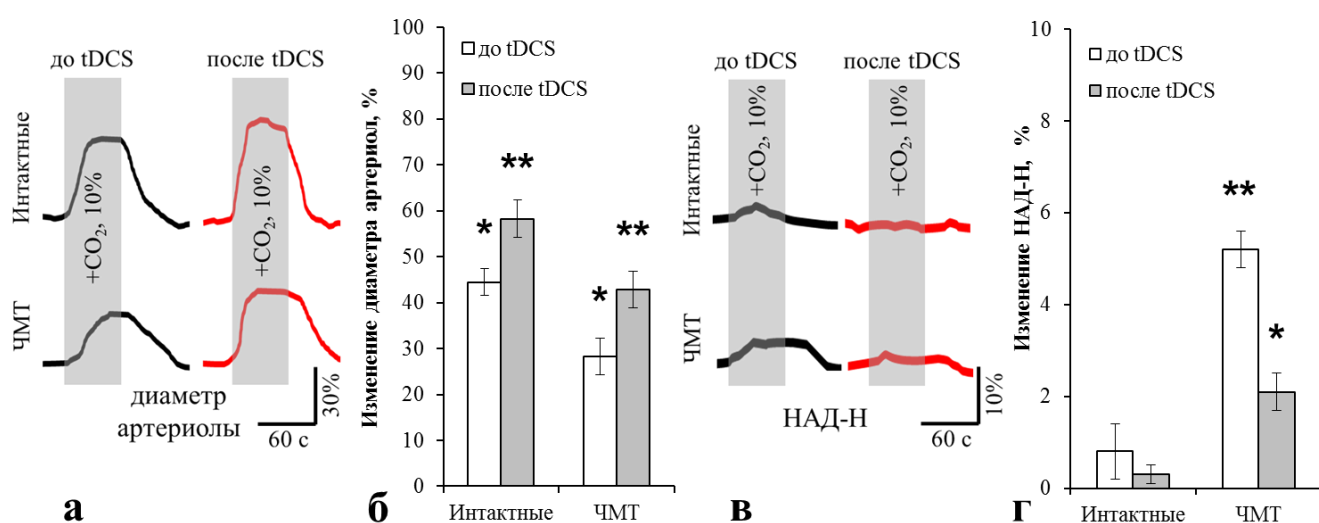 до tDCS
после tDCS
Интактные
ЧМТ
+CO₂, 10%
+CO₂, 10%
диаметр
артериолы
60 с
30%
а
Изменение диаметра артериол, %
100
90
80
70
60
50
40
30
20
10
0
до tDCS
после tDCS
*
**
*
**
Интактные
ЧМТ
б
до tDCS
после tDCS
Интактные
ЧМТ
+CO₂, 10%
+CO₂, 10%
НАД-Н
60 с
10%
в
Изменение НАД-Н, %
10
8
6
4
2
0
до tDCS
после tDCS
**
*
Интактные
ЧМТ
г